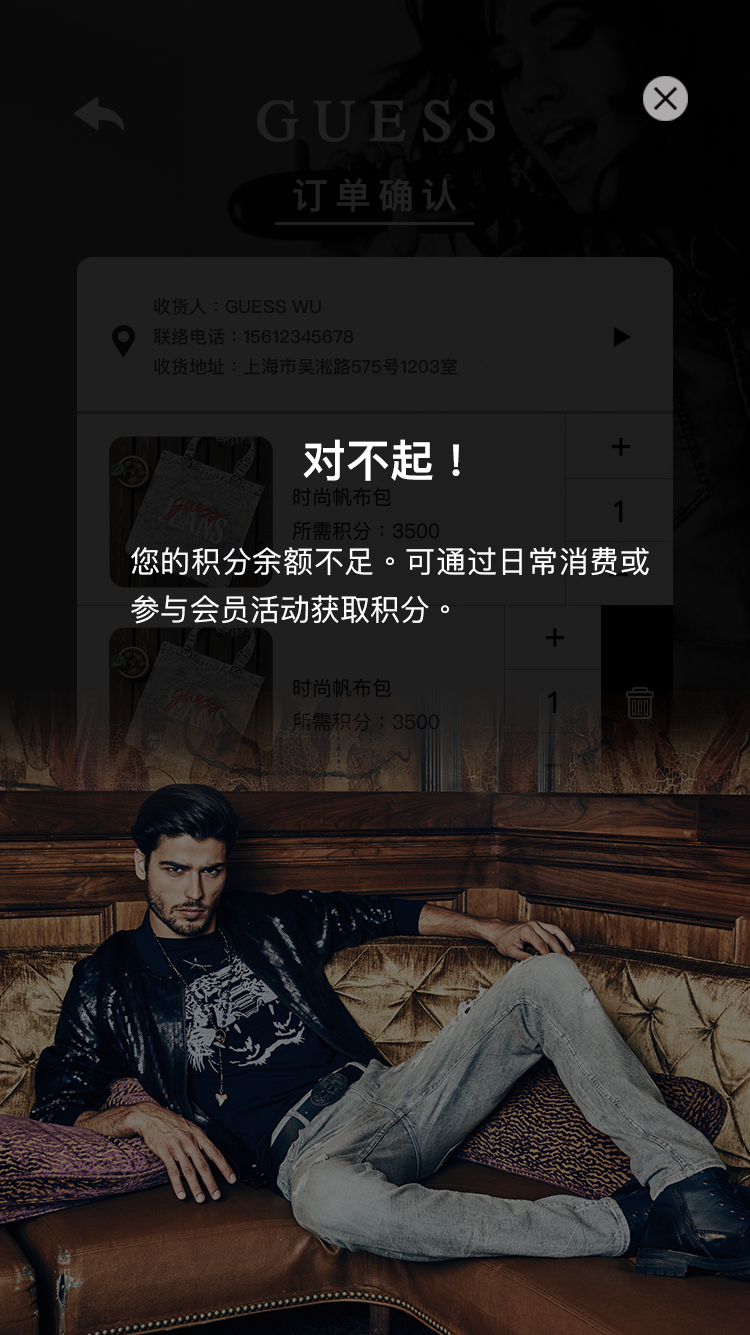 GUESS
订单确认
收货人：GUESS WU
联络电话：15612345678
收货地址：上海市吴淞路575号1203室
对不起！
+
时尚帆布包
所需积分：3500
1
guess
JEANS
您的积分余额不足。可通过日常消费或
参与会员活动获取积分。
+
时尚帆布包
所需积分：3500
1
guess